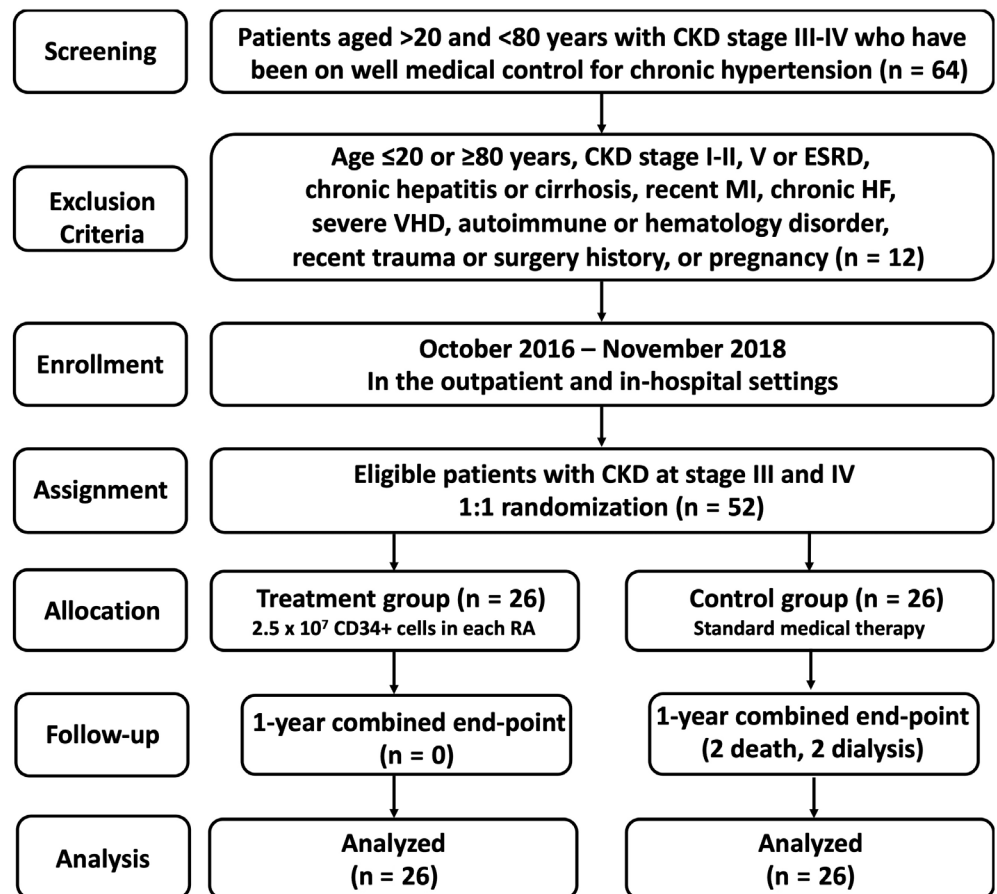 Screening
Patients aged >20 and <80 years with CKD stage III-IV who have
been on well medical control for chronic hypertension (n = 64)
Exclusion
Criteria
Age ≤20 or ≥80 years, CKD stage I-II, V or ESRD,
chronic hepatitis or cirrhosis, recent MI, chronic HF,
severe VHD, autoimmune or hematology disorder,
recent trauma or surgery history, or pregnancy (n = 12)
Enrollment
October 2016 – November 2018
In the outpatient and in-hospital settings
Assignment
Eligible patients with CKD at stage III and IV
1:1 randomization (n = 52)
Allocation
Treatment group (n = 26)
2.5 x 10⁷ CD34+ cells in each RA
Control group (n = 26)
Standard medical therapy
Follow-up
1-year combined end-point
(n = 0)
1-year combined end-point
(2 death, 2 dialysis)
Analysis
Analyzed
(n = 26)
Analyzed
(n = 26)